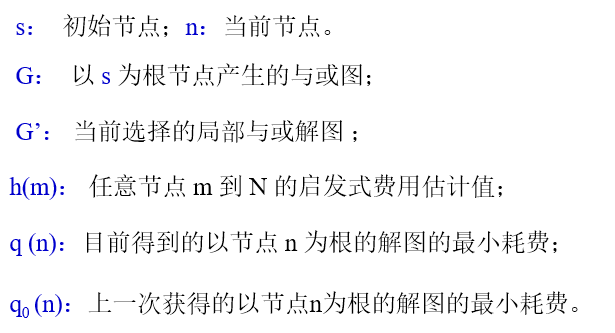 s： 初始节点；n：当前节点。
G： 以 s 为根节点产生的与或图；
G’： 当前选择的局部与或解图 ；
h(m)： 任意节点 m 到 N 的启发式费用估计值；
q (n)：目前得到的以节点 n 为根的解图的最小耗费；
q₀ (n)：上一次获得的以节点n为根的解图的最小耗费。